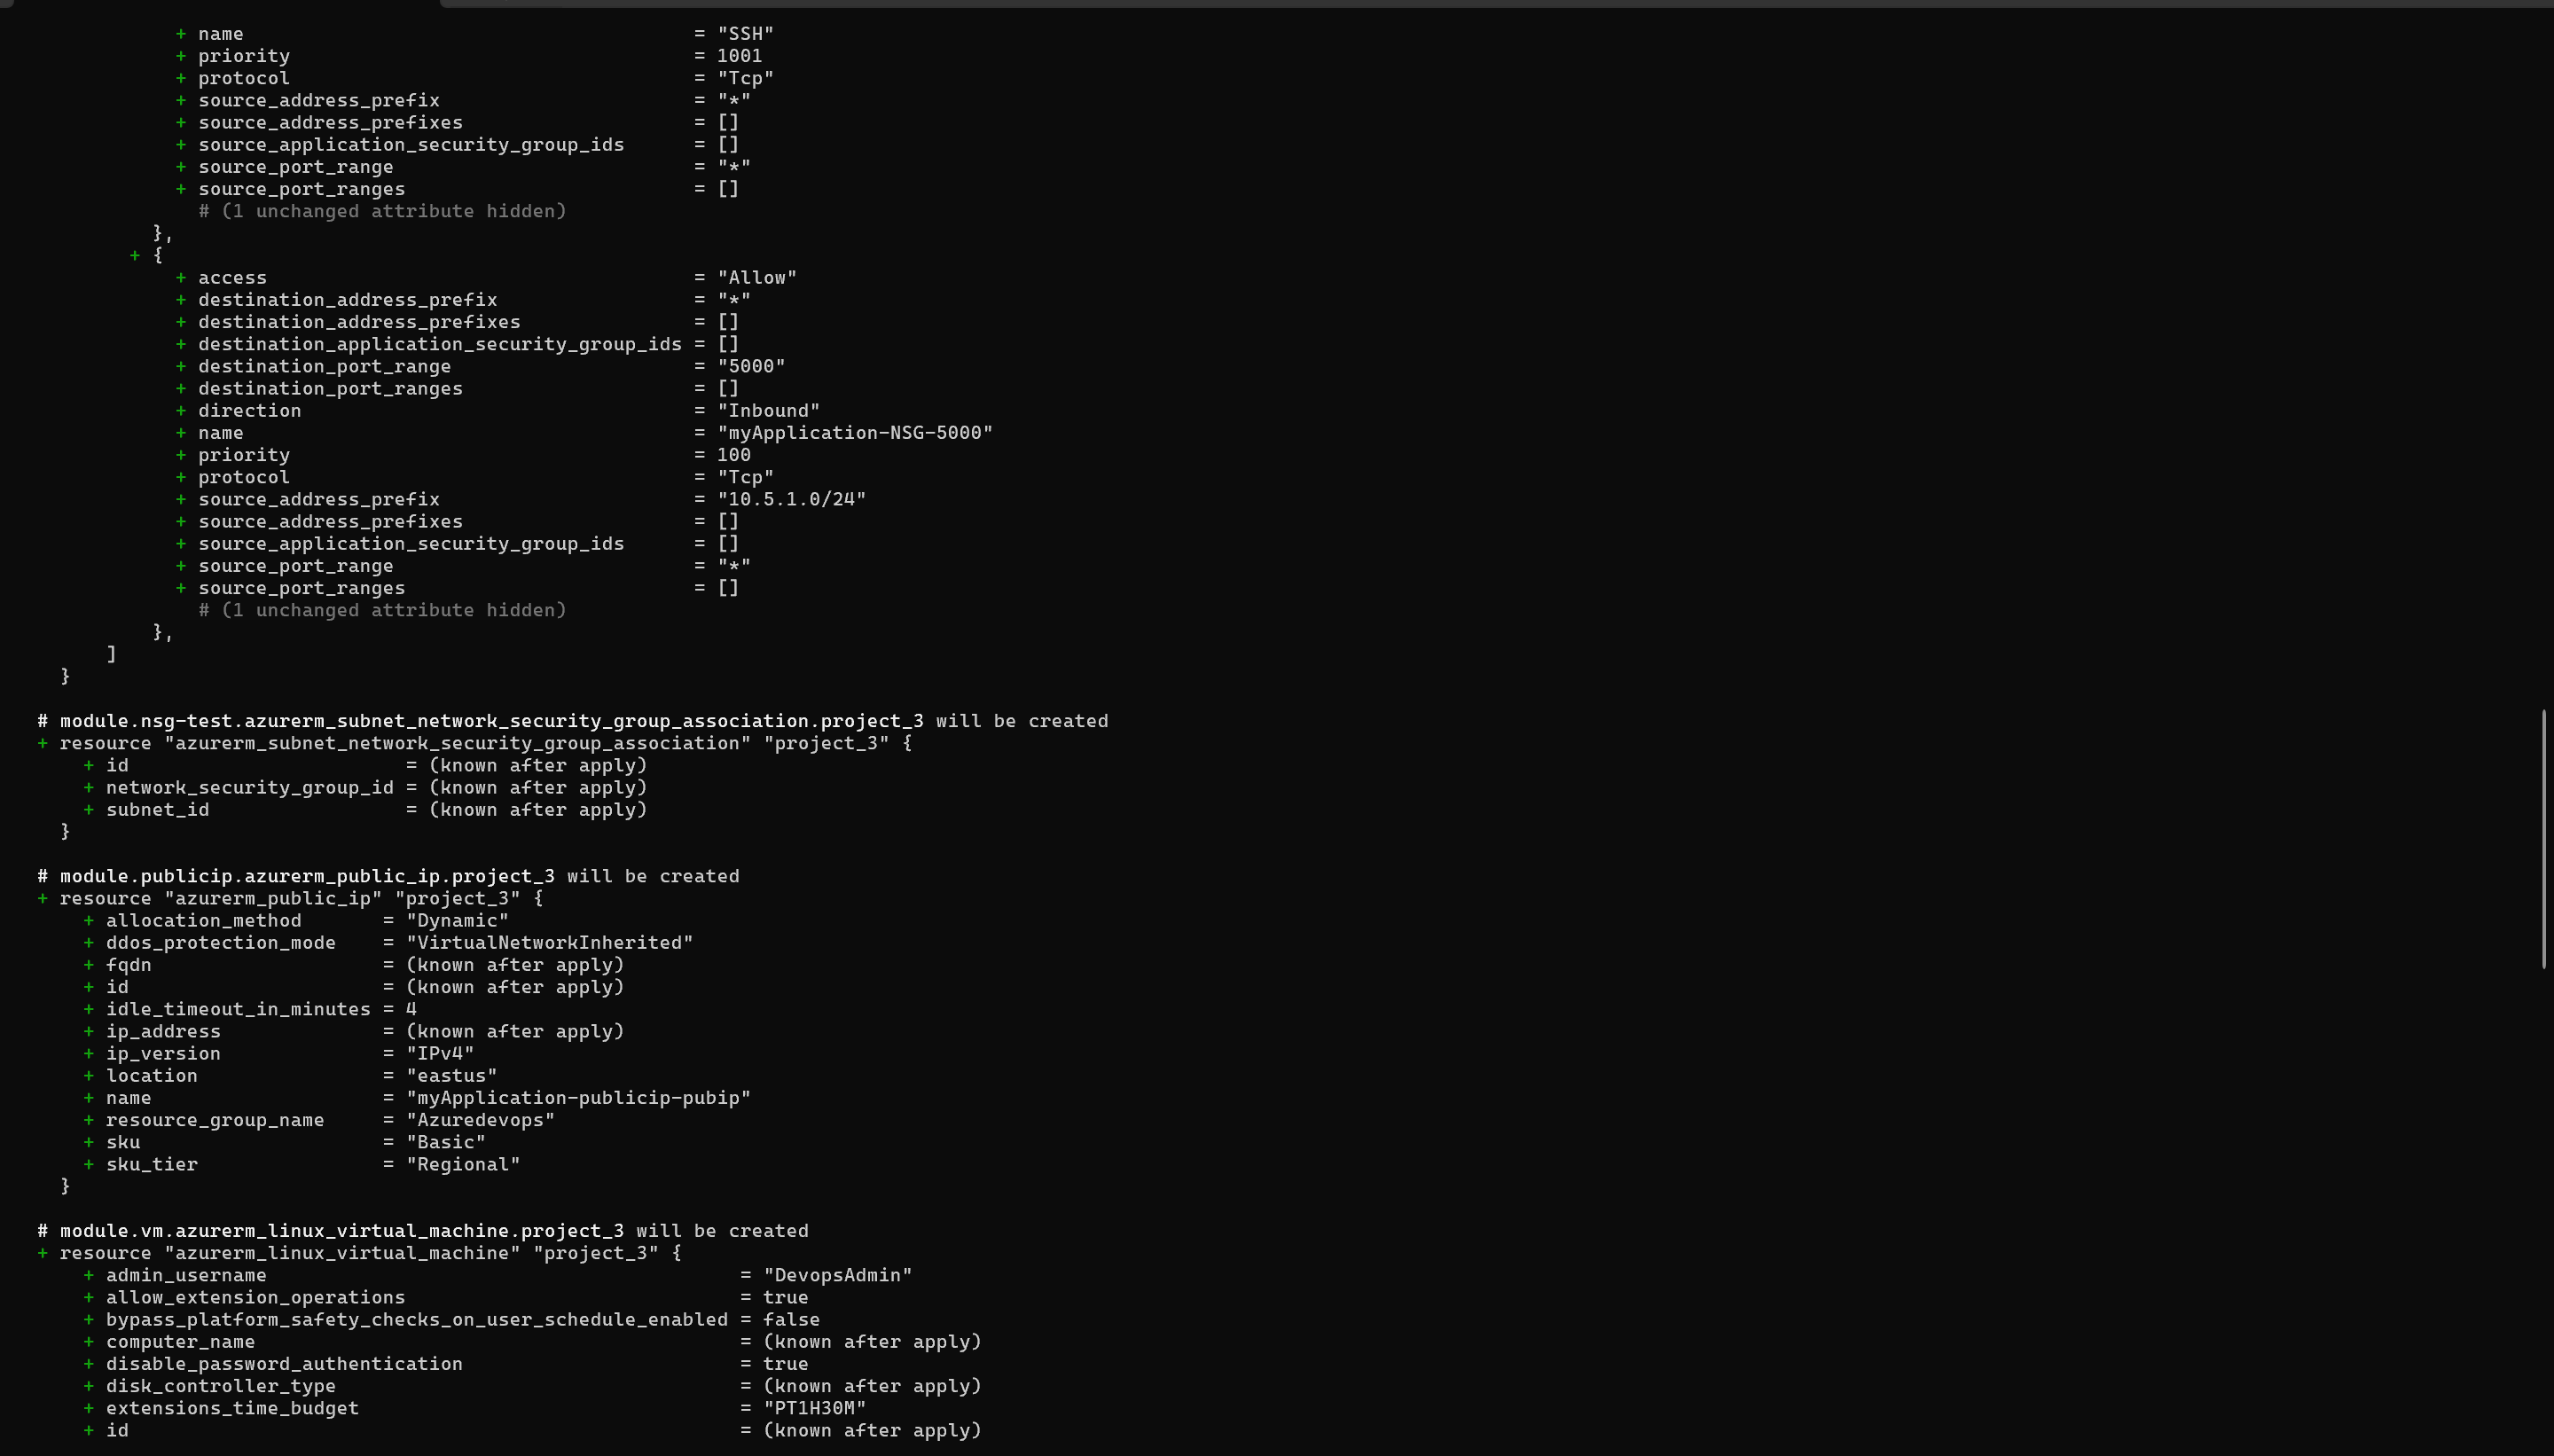 + name = "SSH"
+ priority = 1001
+ protocol = "Tcp"
+ source_address_prefix = "*"
+ source_address_prefixes = []
+ source_application_security_group_ids = []
+ source_port_range = "*"
+ source_port_ranges = []
# (1 unchanged attribute hidden)
},
+ {
+ access = "Allow"
+ destination_address_prefix = "*"
+ destination_address_prefixes = []
+ destination_application_security_group_ids = []
+ destination_port_range = "5000"
+ destination_port_ranges = []
+ direction = "Inbound"
+ name = "myApplication-NSG-5000"
+ priority = 100
+ protocol = "Tcp"
+ source_address_prefix = "10.5.1.0/24"
+ source_address_prefixes = []
+ source_application_security_group_ids = []
+ source_port_range = "*"
+ source_port_ranges = []
# (1 unchanged attribute hidden)
},
]
}
# module.nsg-test.azurerm_subnet_network_security_group_association.project_3 will be created
+ resource "azurerm_subnet_network_security_group_association" "project_3" {
+ id = (known after apply)
+ network_security_group_id = (known after apply)
+ subnet_id = (known after apply)
}
# module.publicip.azurerm_public_ip.project_3 will be created
+ resource "azurerm_public_ip" "project_3" {
+ allocation_method = "Dynamic"
+ ddos_protection_mode = "VirtualNetworkInherited"
+ fqdn = (known after apply)
+ id = (known after apply)
+ idle_timeout_in_minutes = 4
+ ip_address = (known after apply)
+ ip_version = "IPv4"
+ location = "eastus"
+ name = "myApplication-publicip-pubip"
+ resource_group_name = "Azuredevops"
+ sku = "Basic"
+ sku_tier = "Regional"
}
# module.vm.azurerm_linux_virtual_machine.project_3 will be created
+ resource "azurerm_linux_virtual_machine" "project_3" {
+ admin_username = "DevopsAdmin"
+ allow_extension_operations = true
+ bypass_platform_safety_checks_on_user_schedule_enabled = false
+ computer_name = (known after apply)
+ disable_password_authentication = true
+ disk_controller_type = (known after apply)
+ extensions_time_budget = "PT1H30M"
+ id = (known after apply)